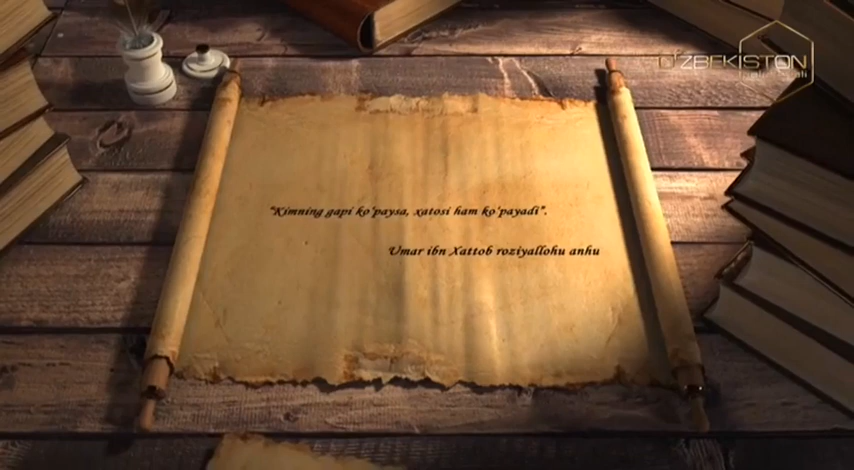 O'ZBEKISTON
"Kimning gapi ko'paysa, xatosi ham ko'payadi".
Umar ibn Xattob roziyallohu anhu